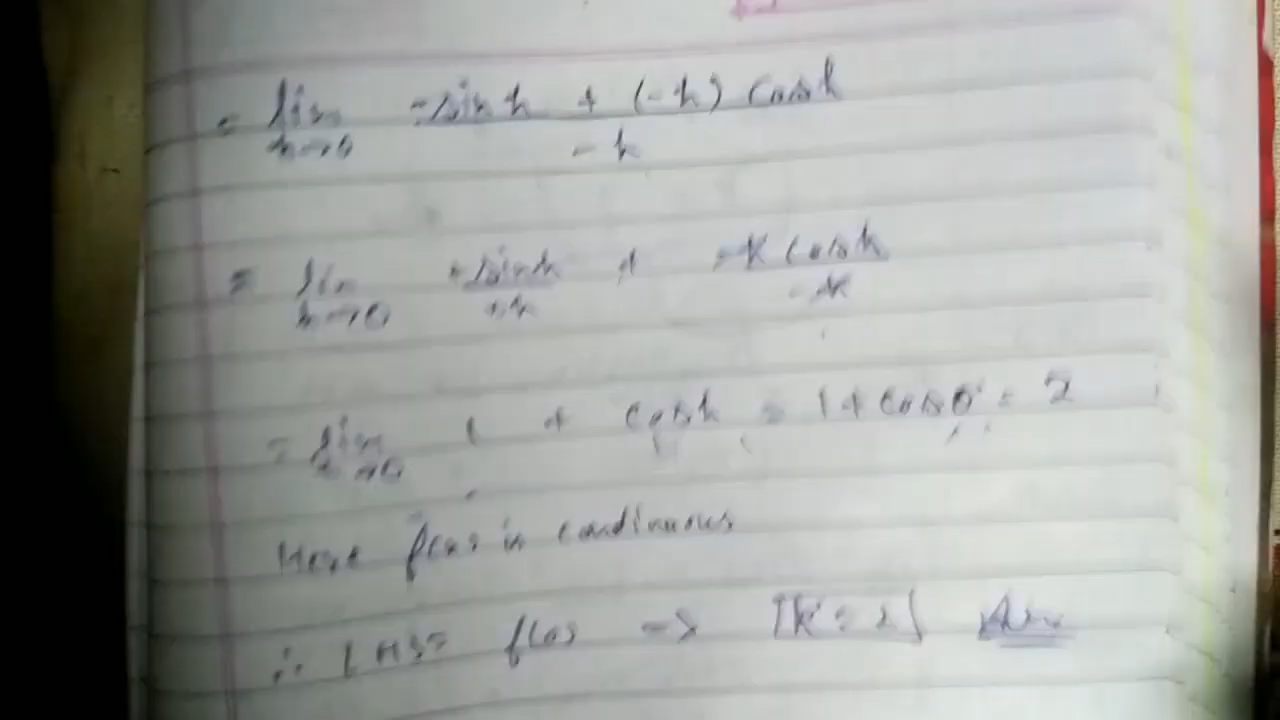 = lim -sin h + (-h) cos h
h→0 -h
= lim -sin h + -h cos h
h→0 -h -h
= lim 1 + cos h = 1 + cos 0° = 2
h→0
Here f(x) is continuous
∴ LHS = f(0) => [K = 2] Ans